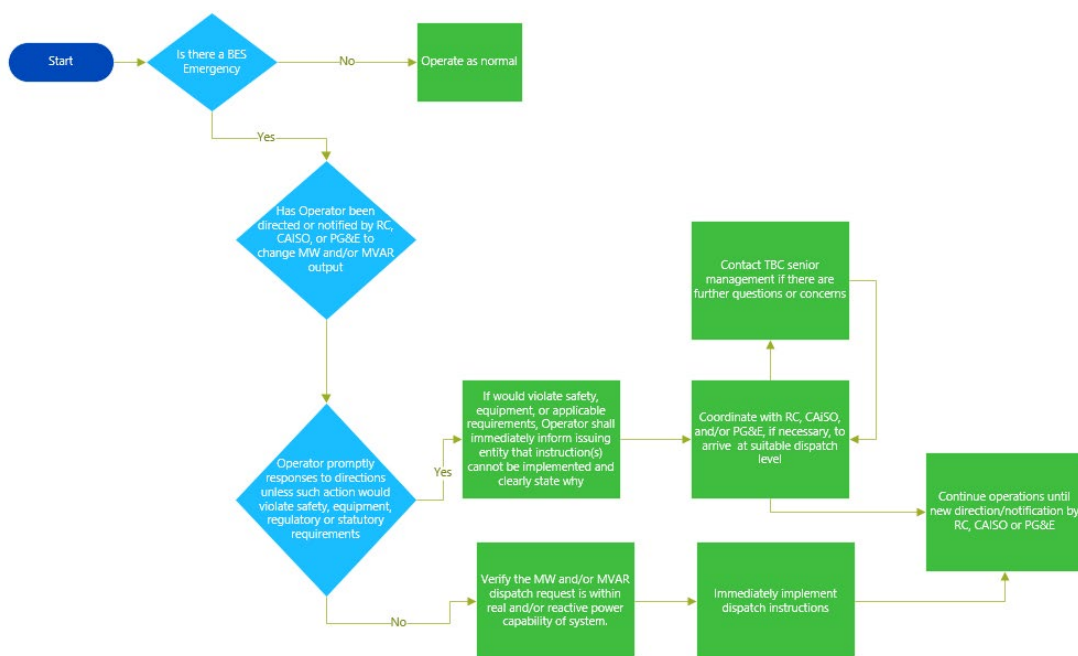 Start
Is there a BES
Emergency
No
Operate as normal
Yes
Has Operator been
directed or notified by RC,
CAISO, or PG&E to
change MW and/or MVAR
output
Contact TBC senior
management if there are
further questions or concerns
Operator promptly
responses to directions
unless such action would
violate safety, equipment,
regulatory or statutory
requirements
Yes
If would violate safety,
equipment, or applicable
requirements, Operator shall
immediately inform issuing
entity that instruction(s)
cannot be implemented and
clearly state why
Coordinate with RC, CAiSO,
and/or PG&E, if necessary, to
arrive at suitable dispatch
level
Continue operations until
new direction/notification by
RC, CAISO or PG&E
No
Verify the MW and/or MVAR
dispatch request is within
real and/or reactive power
capability of system.
Immediately implement
dispatch instructions